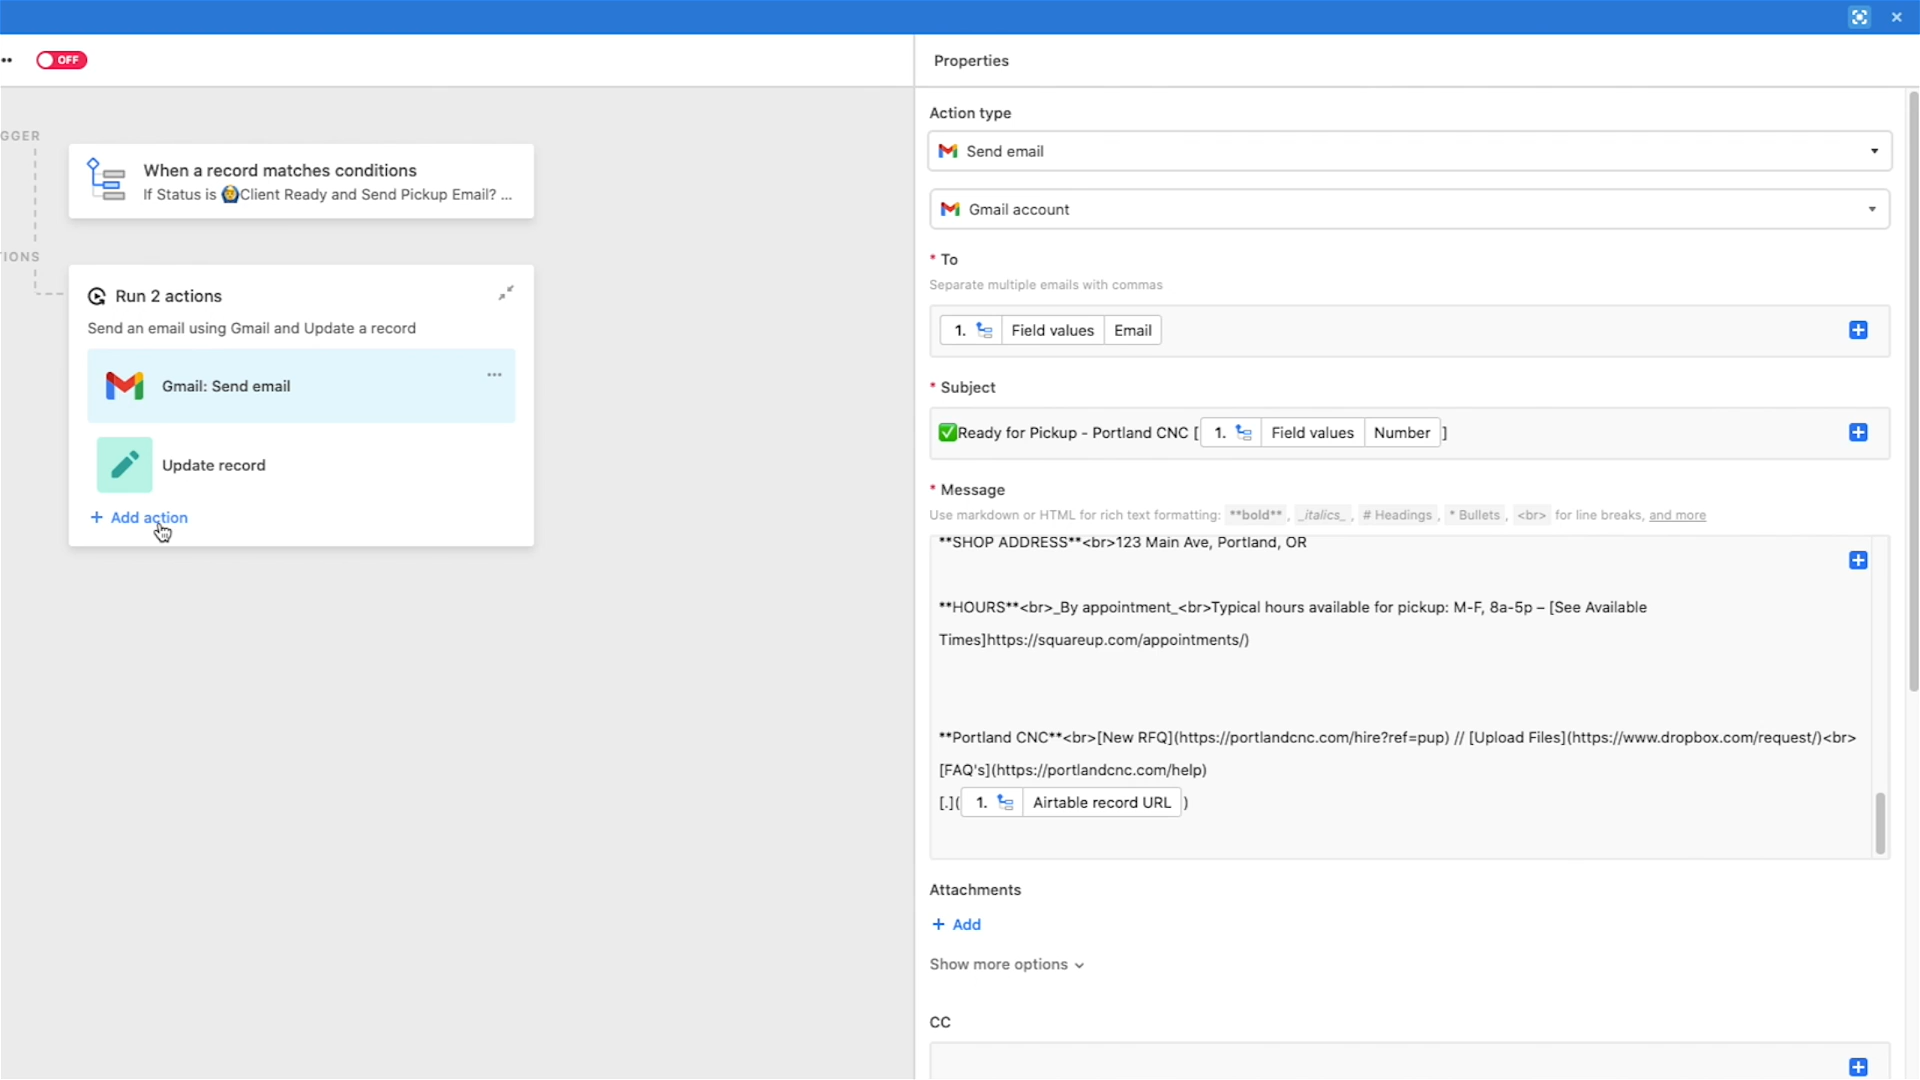 OFF
Properties
GGER
When a record matches conditions
If Status is 🙆‍♂️Client Ready and Send Pickup Email? ...
TIONS
Run 2 actions
Send an email using Gmail and Update a record
Gmail: Send email
Update record
+ Add action
Action type
Send email
Gmail account
* To
Separate multiple emails with commas
1. Field values Email
* Subject
✅Ready for Pickup - Portland CNC [ 1. Field values Number ]
* Message
Use markdown or HTML for rich text formatting: **bold** , _italics_ , # Headings , * Bullets , <br> for line breaks, and more
**SHOP ADDRESS**<br>123 Main Ave, Portland, OR
**HOURS**<br>_By appointment_<br>Typical hours available for pickup: M-F, 8a-5p – [See Available
Times]https://squareup.com/appointments/)
**Portland CNC**<br>[New RFQ](https://portlandcnc.com/hire?ref=pup) // [Upload Files](https://www.dropbox.com/request/)<br>
[FAQ's](https://portlandcnc.com/help)
[.]( 1. Airtable record URL )
Attachments
+ Add
Show more options
CC